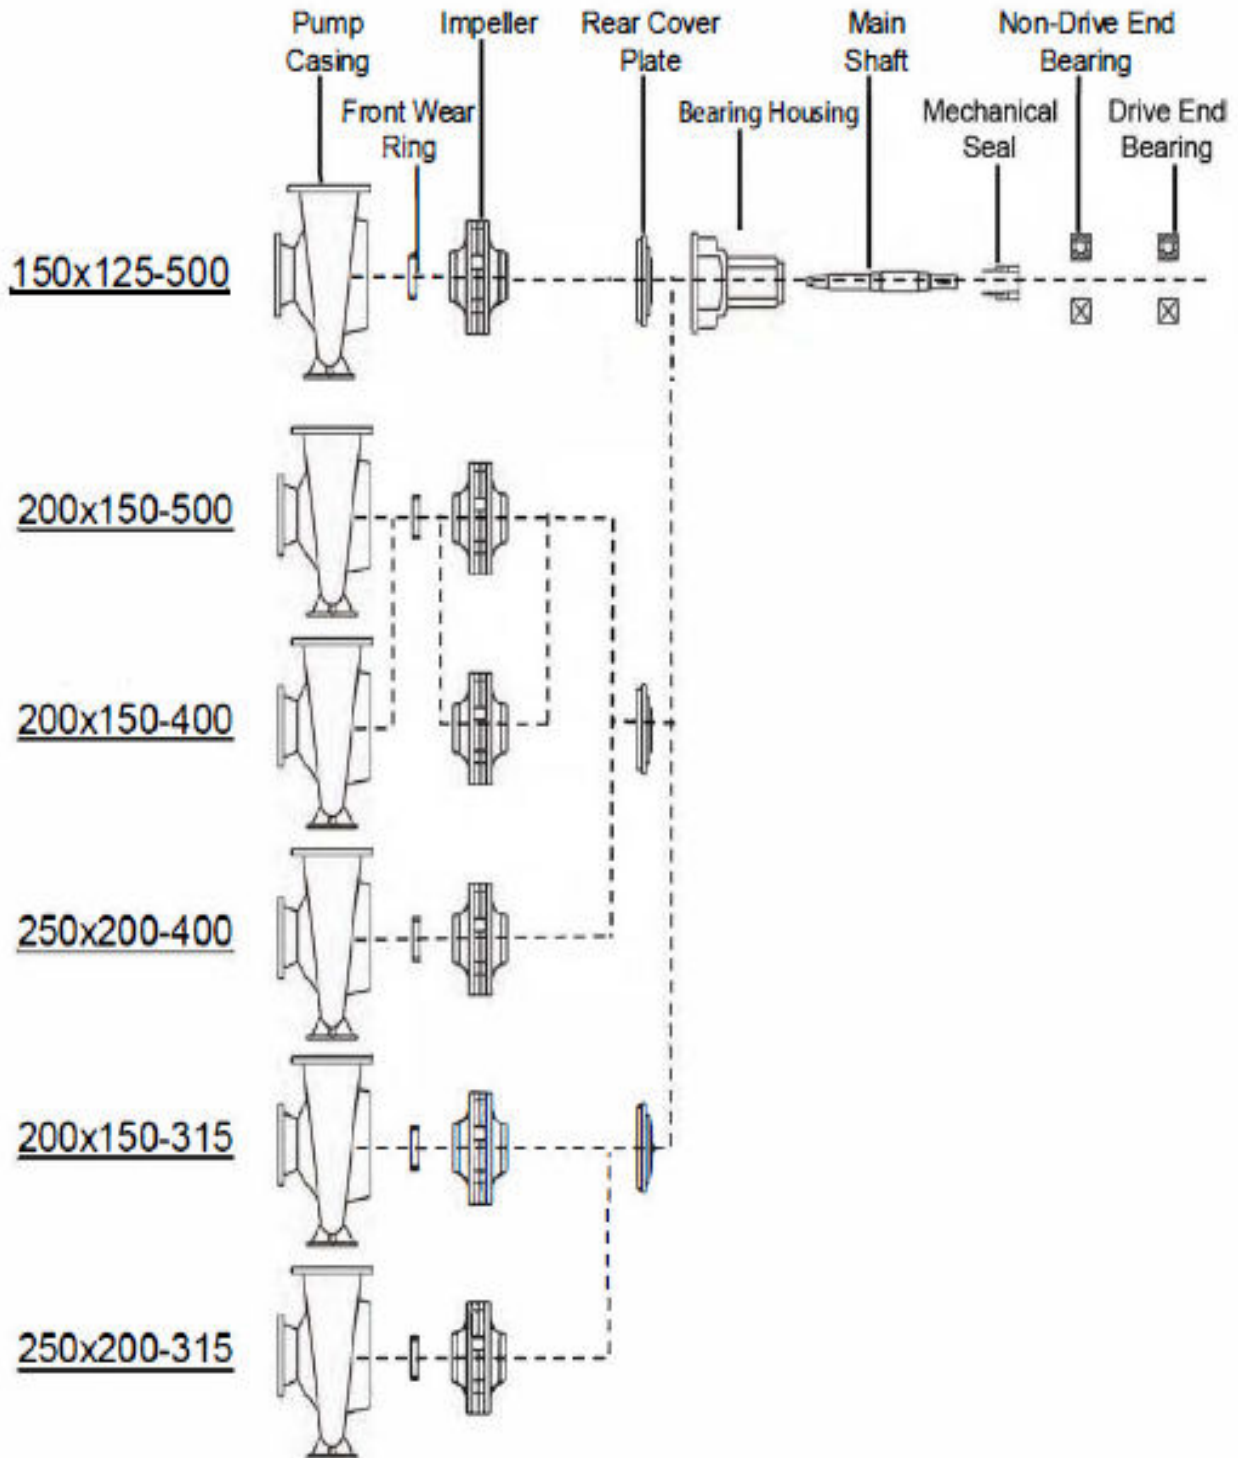 Pump
Casing
Impeller
Rear Cover
Plate
Main
Shaft
Non-Drive End
Bearing
Front Wear
Ring
Bearing Housing
Mechanical
Seal
Drive End
Bearing
150x125-500
200x150-500
200x150-400
250x200-400
200x150-315
250x200-315